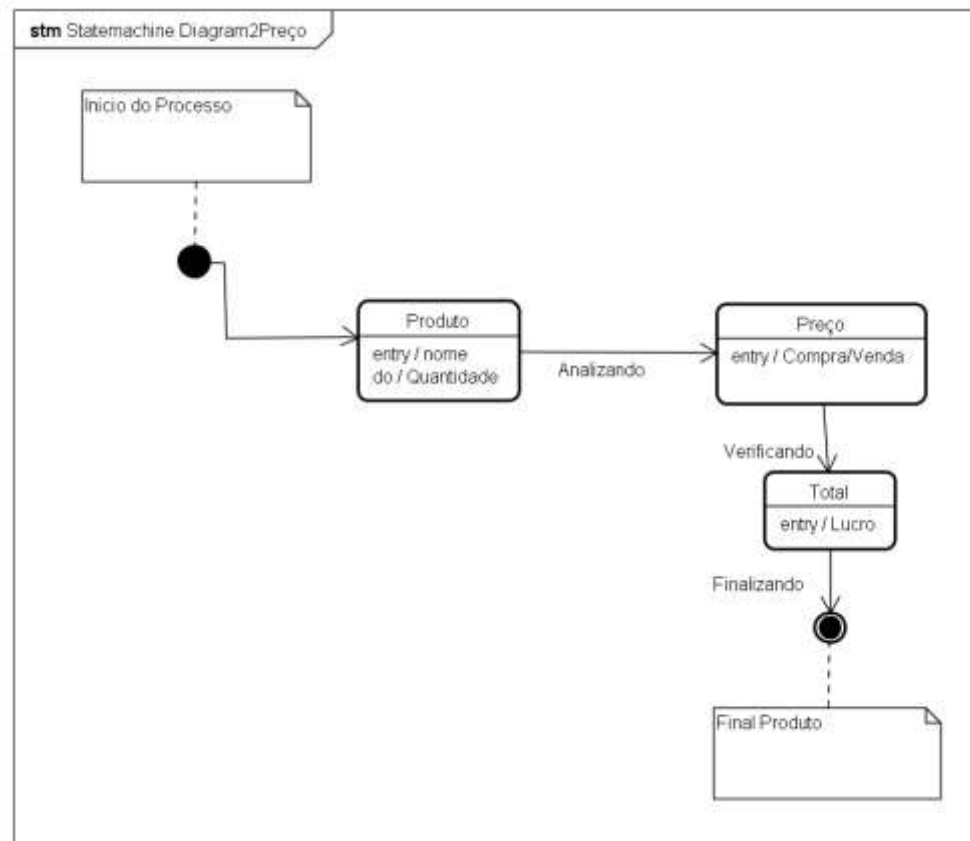 stm Statemachine Diagram2Preço
Inicio do Processo
Produto
entry / nome
do / Quantidade
Analizando
Preço
entry / Compra/Venda
Verificando
Total
entry / Lucro
Finalizando
Final Produto